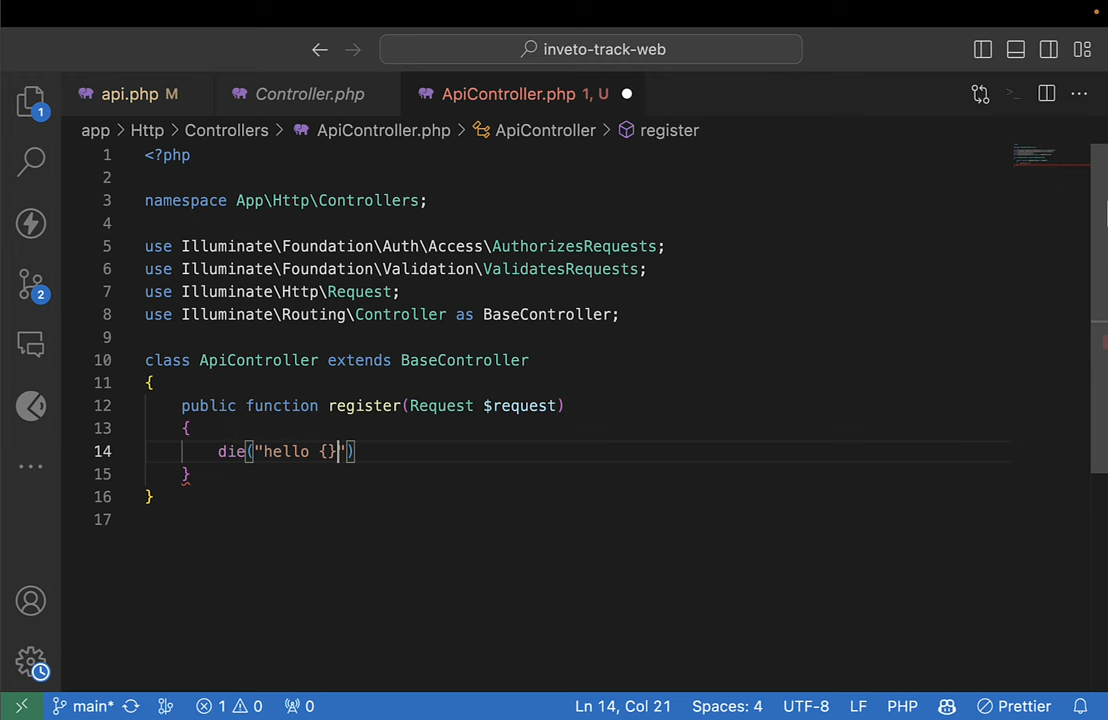 inveto-track-web
api.php M Controller.php ApiController.php 1, U
app > Http > Controllers > ApiController.php > ApiController > register
1 <?php
2
3 namespace App\Http\Controllers;
4
5 use Illuminate\Foundation\Auth\Access\AuthorizesRequests;
6 use Illuminate\Foundation\Validation\ValidatesRequests;
7 use Illuminate\Http\Request;
8 use Illuminate\Routing\Controller as BaseController;
9
10 class ApiController extends BaseController
11 {
12 public function register(Request $request)
13 {
14 die("hello {}")
15 }
16 }
17
1
2
main* 1 0 0 Ln 14, Col 21 Spaces: 4 UTF-8 LF PHP Prettier